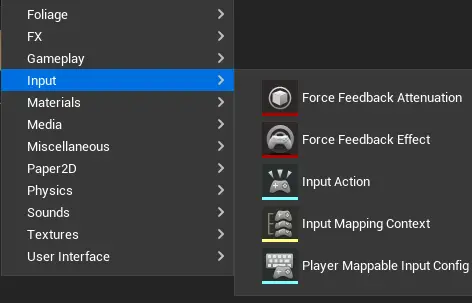 Foliage
FX
Gameplay
Input
Materials
Media
Miscellaneous
Paper2D
Physics
Sounds
Textures
User Interface
Force Feedback Attenuation
Force Feedback Effect
Input Action
Input Mapping Context
Player Mappable Input Config